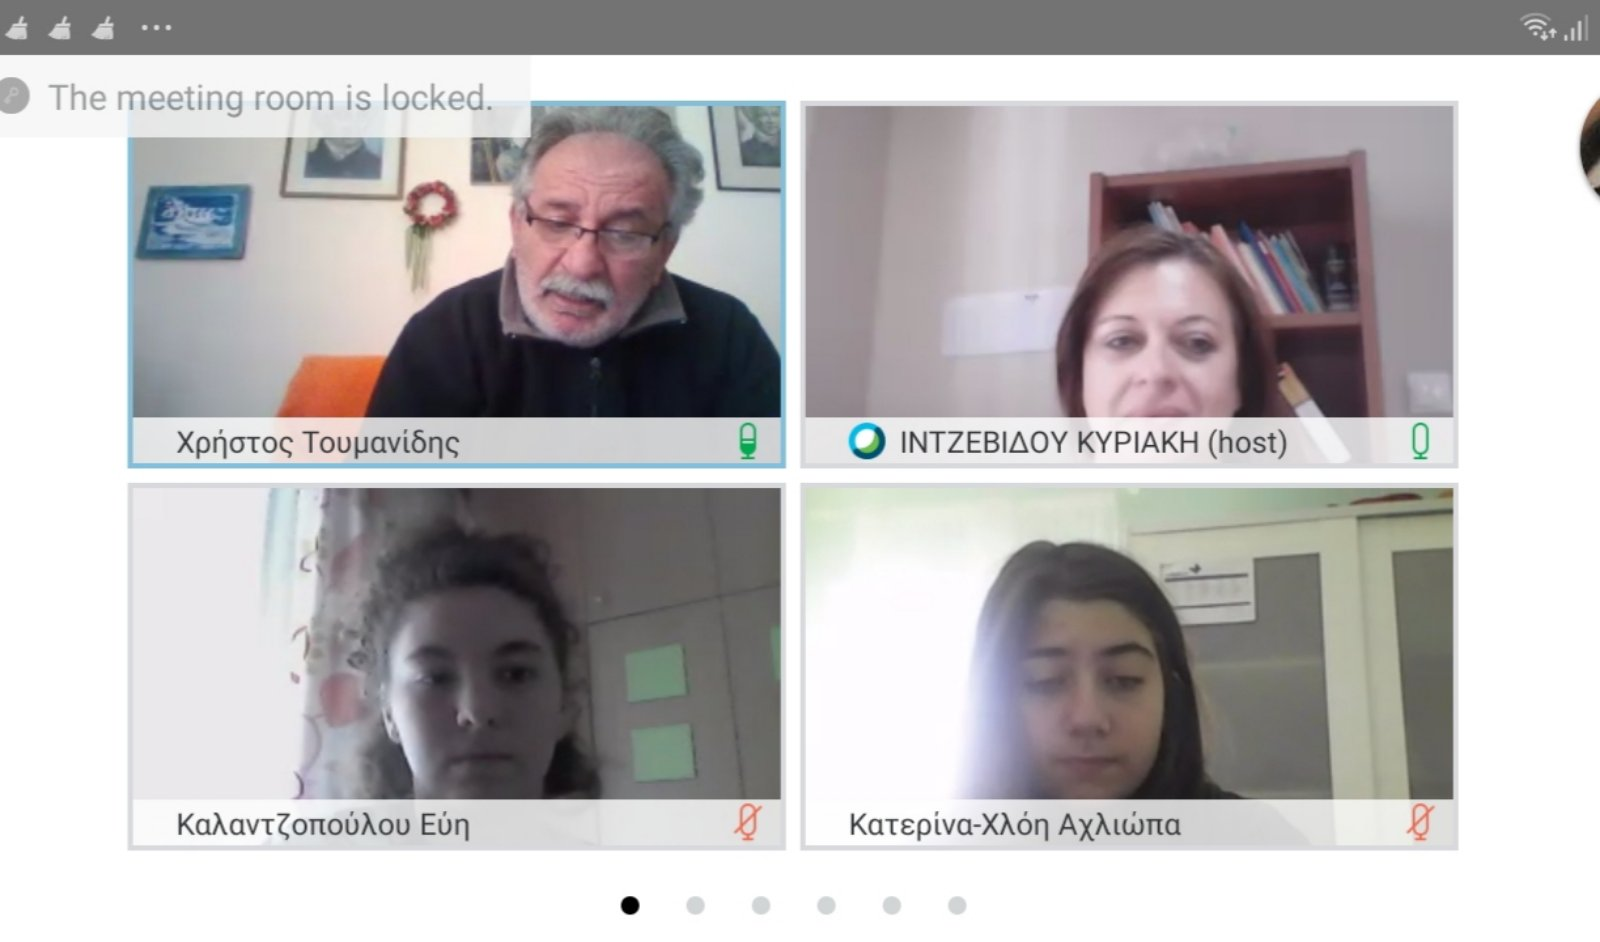 The meeting room is locked.
Χρήστος Τουμανίδης
ΙΝΤΖΕΒΙΔΟΥ ΚΥΡΙΑΚΗ (host)
Καλαντζοπούλου Εύη
Κατερίνα-Χλόη Αχλιώπα